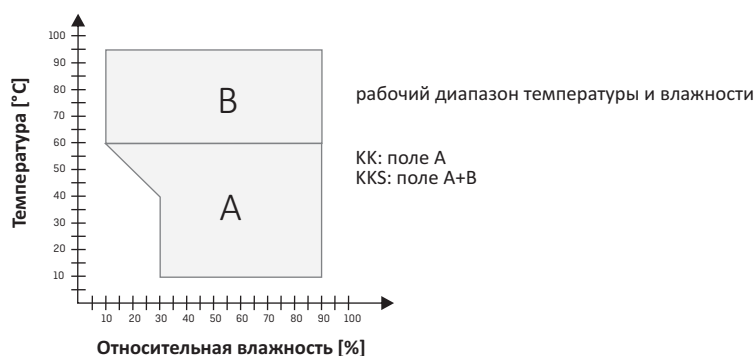 Температура [°C]
100
90
80
70
60
50
40
30
20
10
B
A
10 20 30 40 50 60 70 80 90 100
Относительная влажность [%]
рабочий диапазон температуры и влажности
KK: поле A
KKS: поле A+B